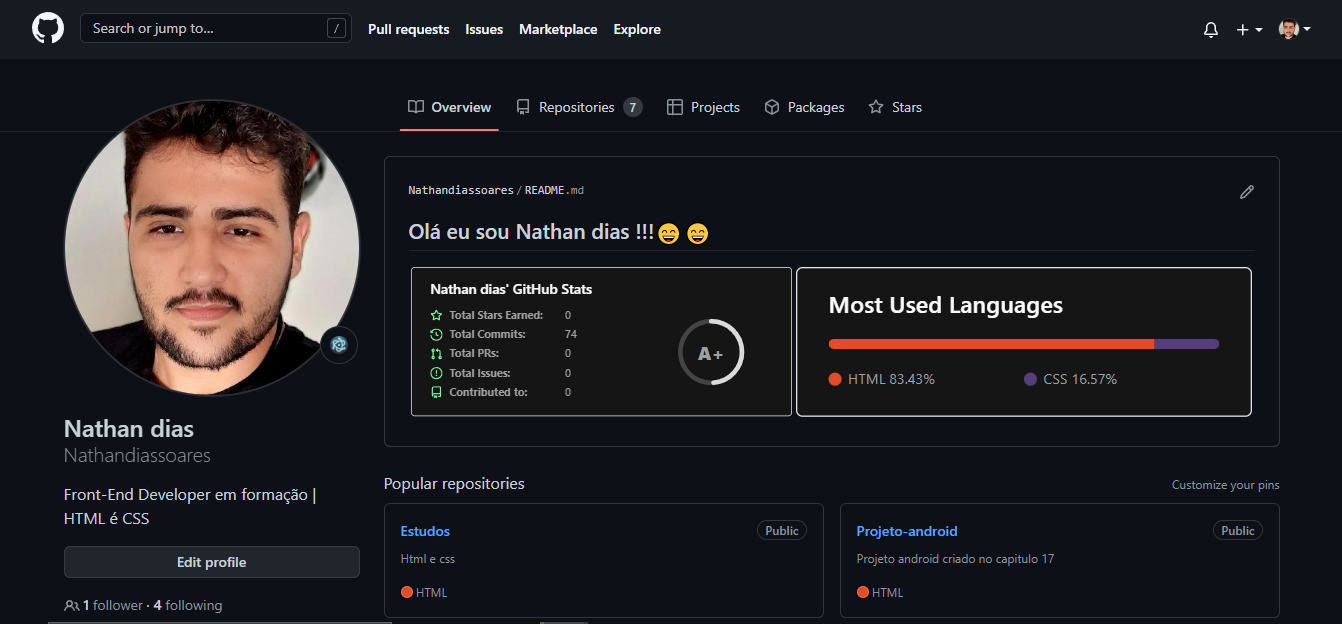 Search or jump to... /
Pull requests Issues Marketplace Explore
Overview Repositories 7 Projects Packages Stars
Nathandiassoares / README.md
Olá eu sou Nathan dias !!!😄 😄
Nathan dias' GitHub Stats
Total Stars Earned: 0
Total Commits: 74
Total PRs: 0
Total Issues: 0
Contributed to: 0
A+
Most Used Languages
HTML 83.43% CSS 16.57%
Nathan dias
Nathandiassoares
Front-End Developer em formação |
HTML é CSS
Edit profile
1 follower · 4 following
Popular repositories Customize your pins
Estudos Public
Html e css
HTML
Projeto-android Public
Projeto android criado no capitulo 17
HTML